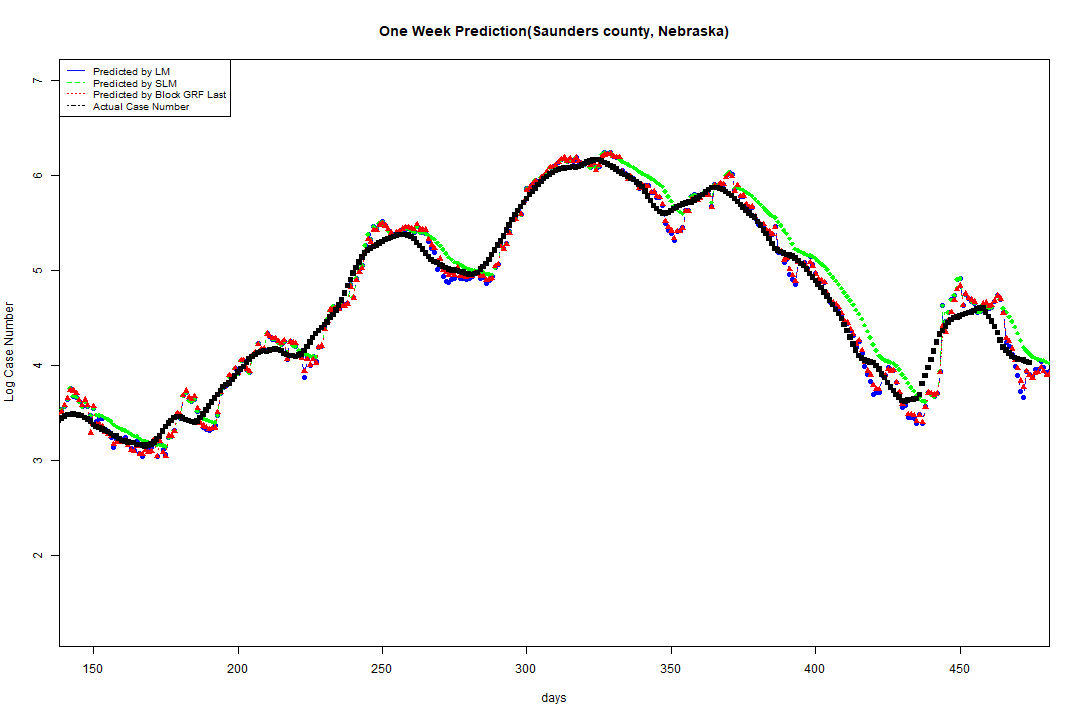 One Week Prediction(Saunders county, Nebraska)
Predicted by LM
Predicted by SLM
Predicted by Block GRF Last
Actual Case Number
Log Case Number
7
6
5
4
3
2
150 200 250 300 350 400 450
days